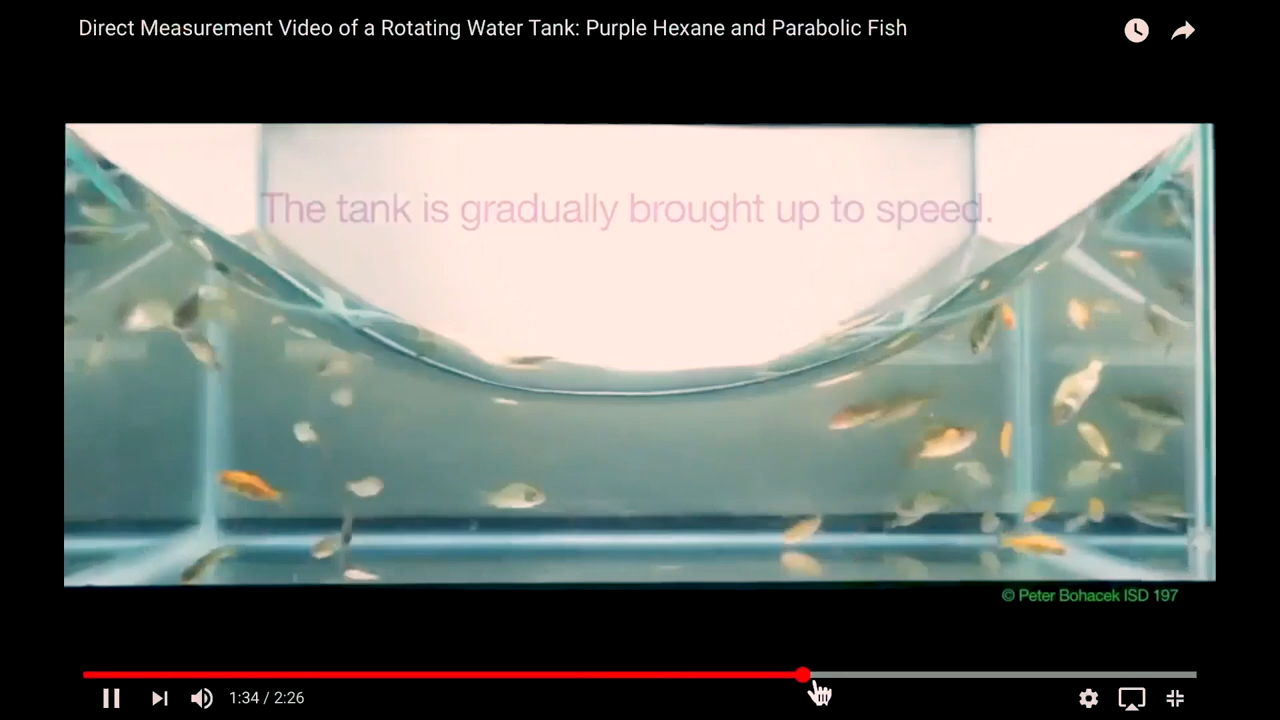 Direct Measurement Video of a Rotating Water Tank: Purple Hexane and Parabolic Fish
The tank is gradually brought up to speed.
© Peter Bohacek ISD 197
1:34 / 2:26